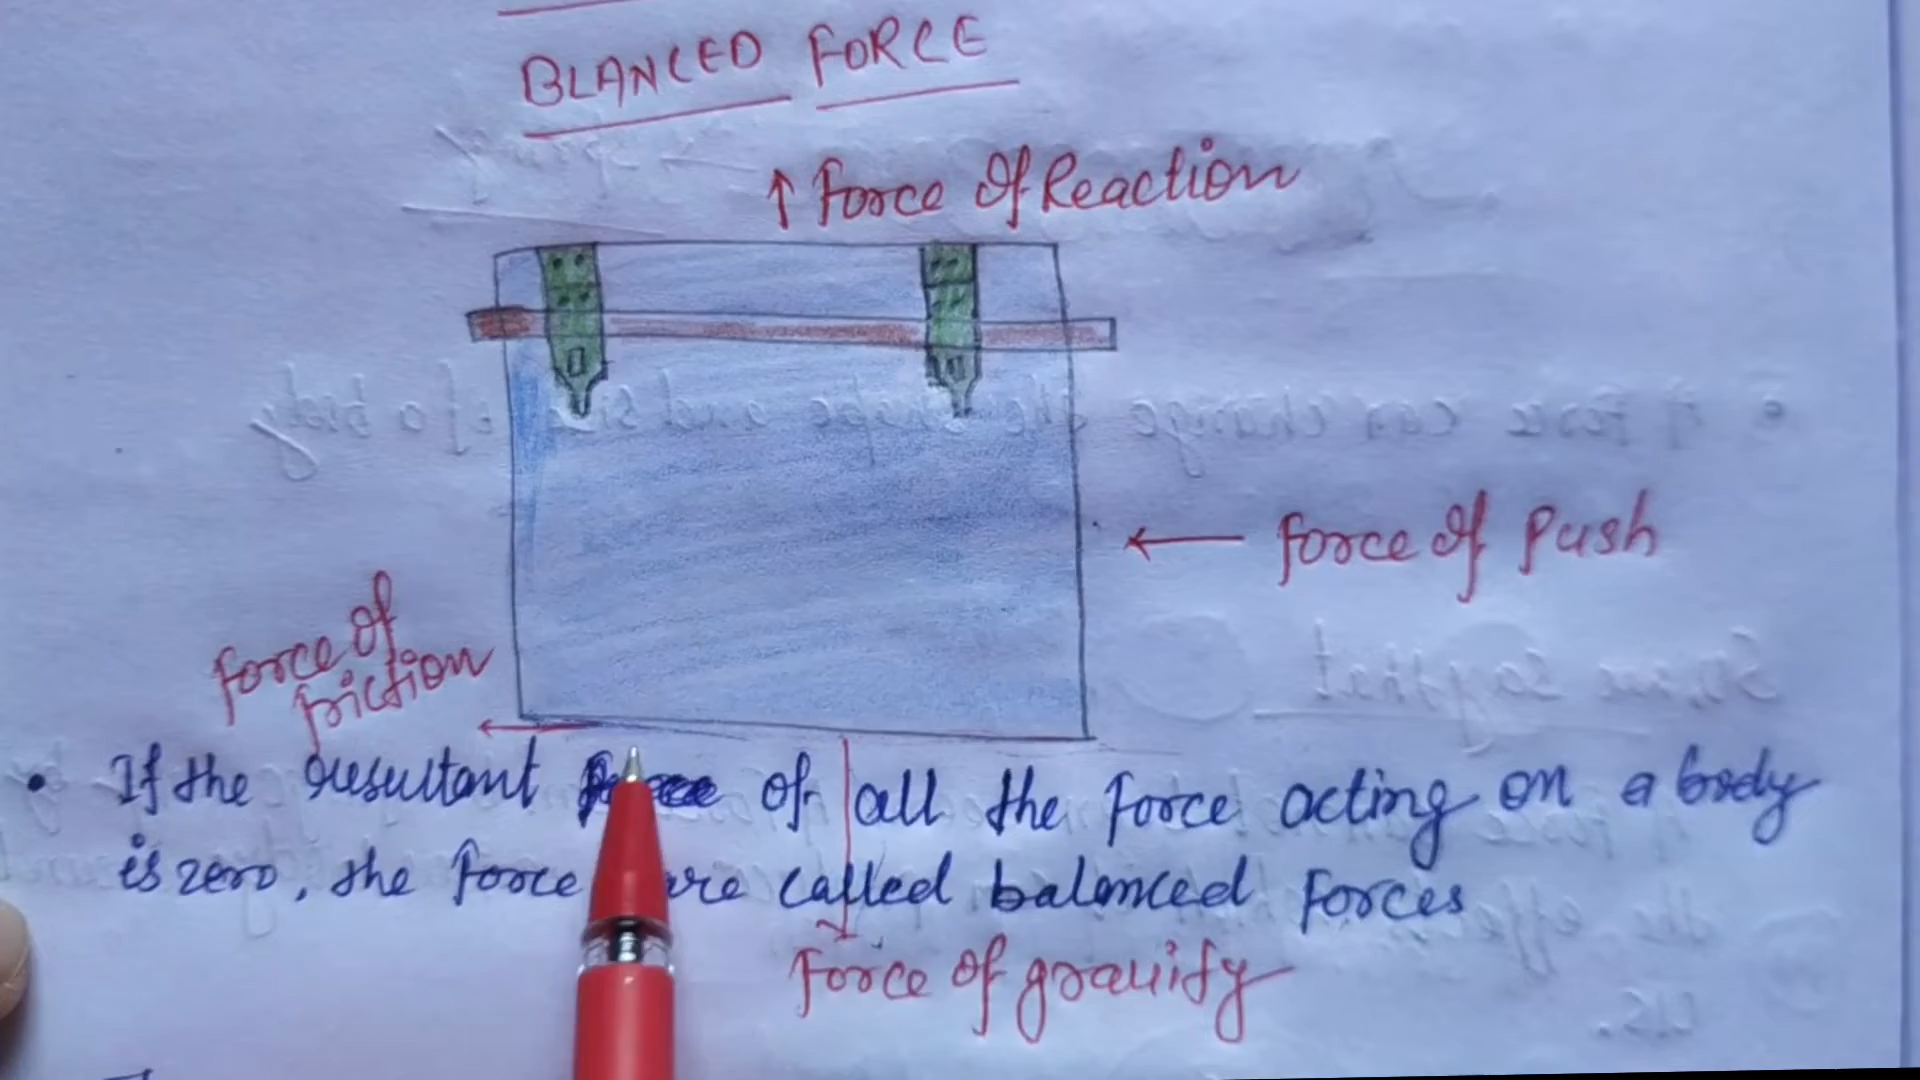 BLANCED FORCE
↑ Force Of Reaction
← Force Of Push
Force Of
friction
• If the resultant of all the Force acting on a body
is zero, the Force are called balanced Forces
Force of gravity